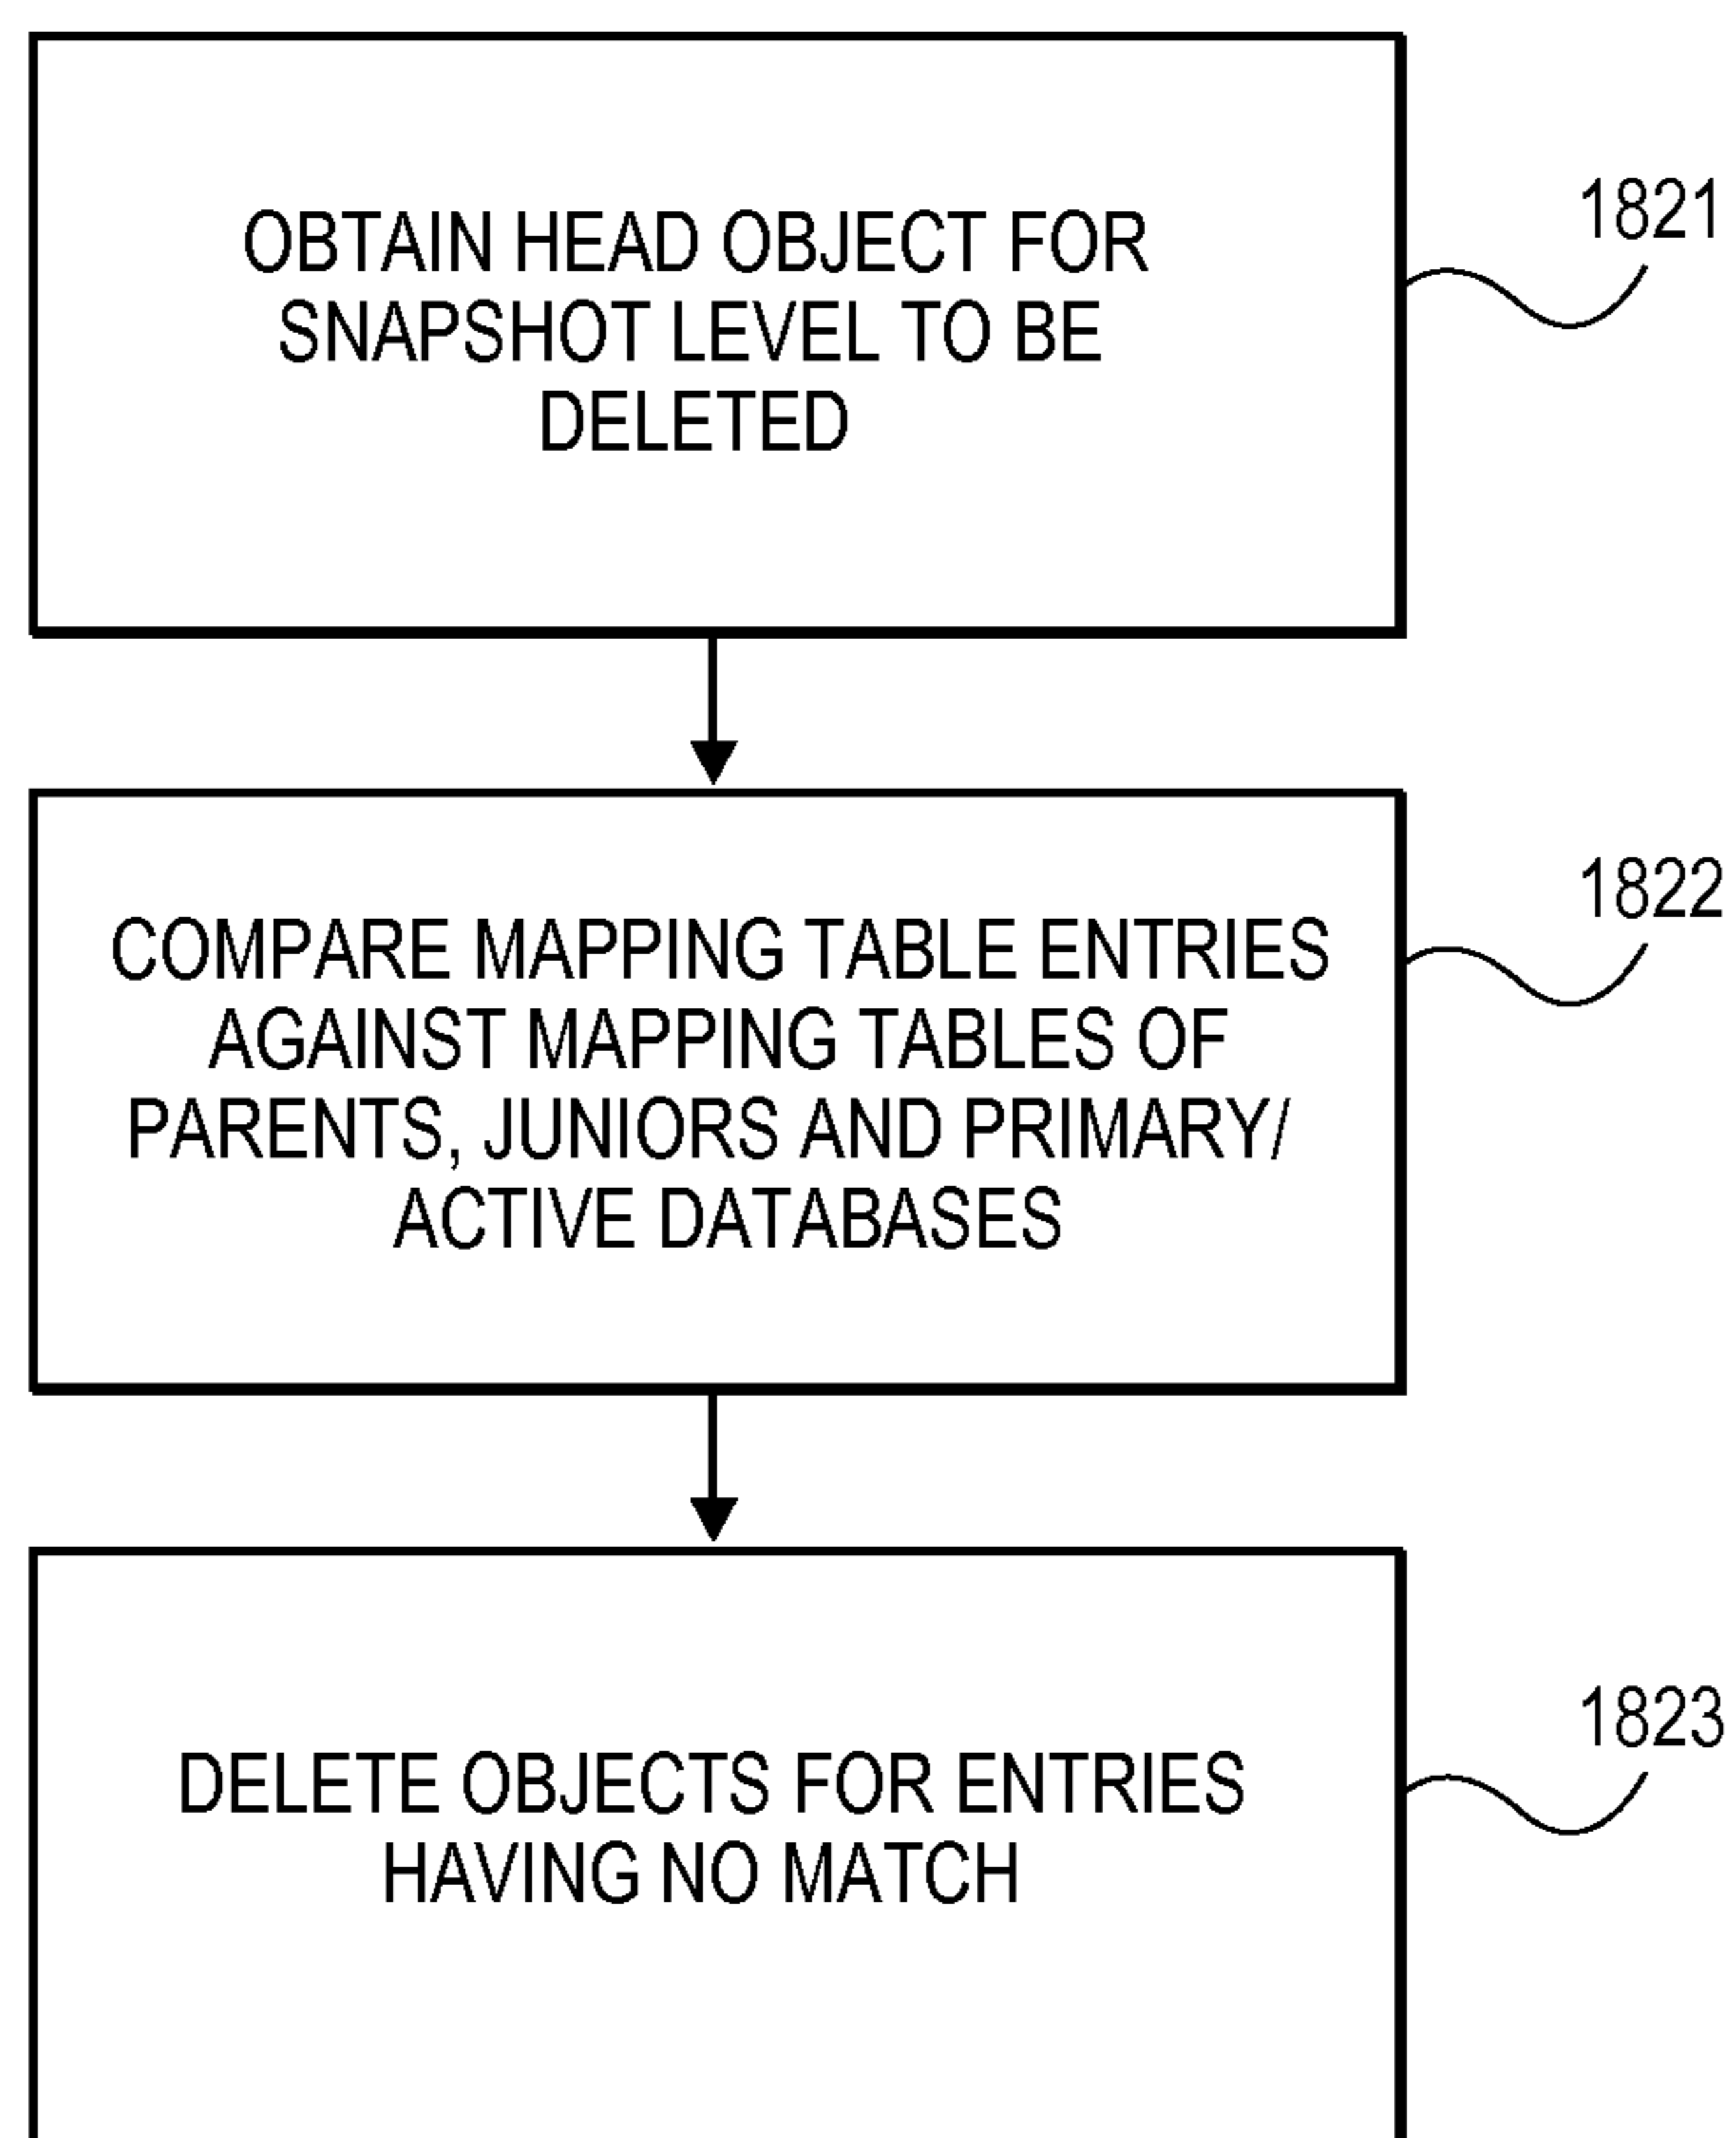 OBTAIN HEAD OBJECT FOR
SNAPSHOT LEVEL TO BE
DELETED
1821
COMPARE MAPPING TABLE ENTRIES
AGAINST MAPPING TABLES OF
PARENTS, JUNIORS AND PRIMARY/
ACTIVE DATABASES
1822
DELETE OBJECTS FOR ENTRIES
HAVING NO MATCH
1823